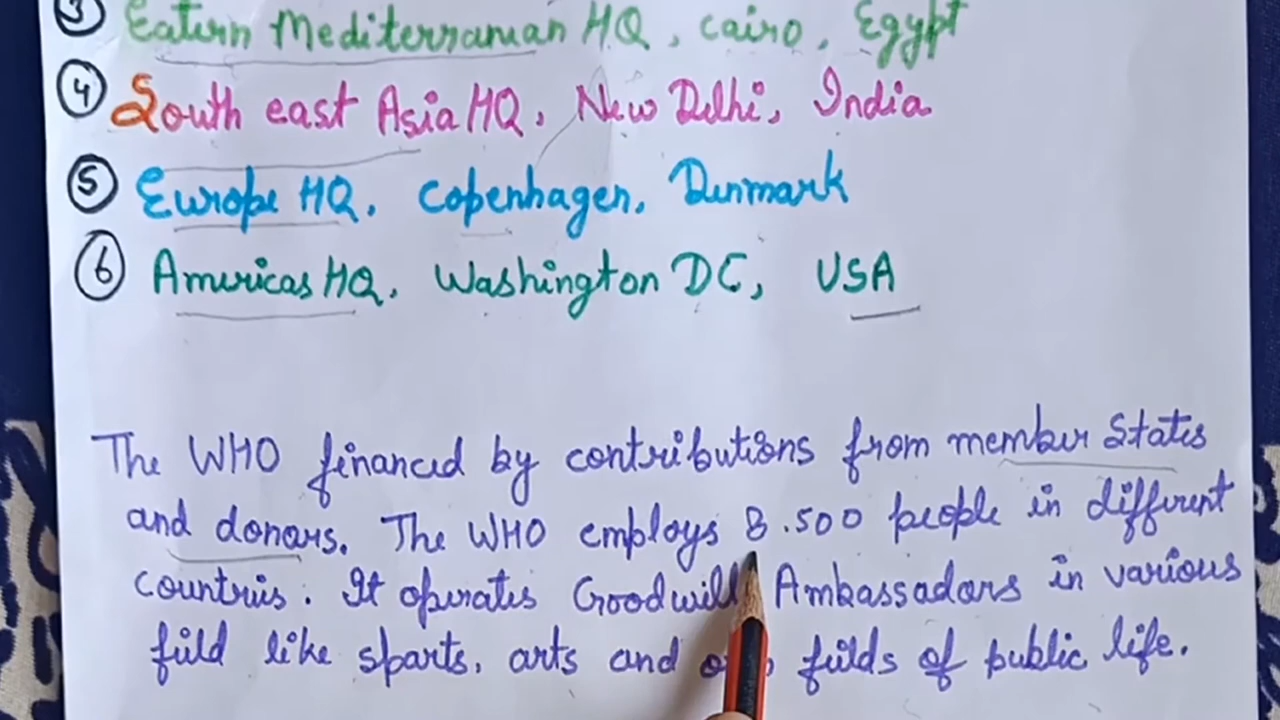 3 Eatern Mediterranean HQ, cairo, Egypt
4 South east Asia HQ, New Delhi, India
5 Europe HQ, Copenhagen, Denmark
6 Americas HQ, Washington DC, USA
The WHO financed by contributions from member States
and donars. The WHO employs 8.500 people in different
countries. It operates Goodwill Ambassadors in various
field like sparts, arts and fields of public life.